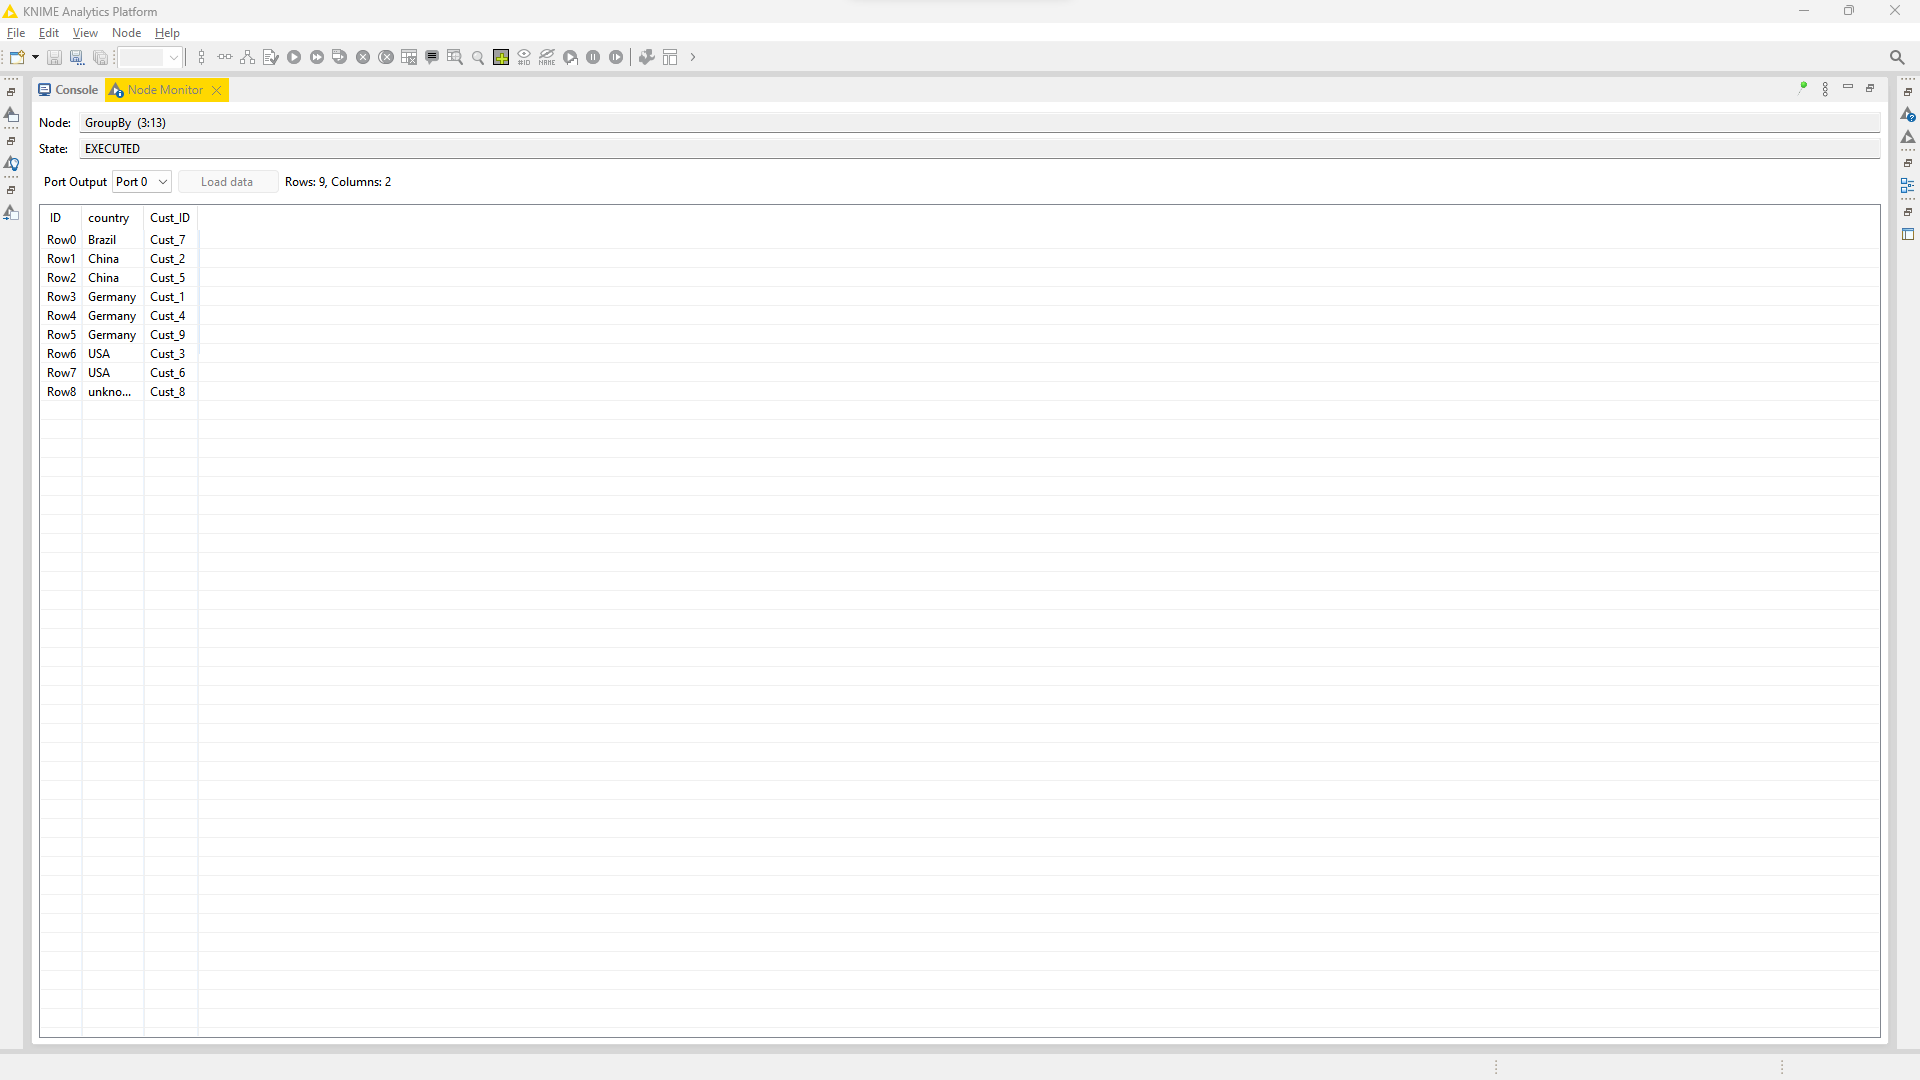 KNIME Analytics Platform
File Edit View Node Help
#ID NAME
Console Node Monitor
Node: GroupBy (3:13)
State: EXECUTED
Port Output Port 0 Load data Rows: 9, Columns: 2
ID country Cust_ID
Row0 Brazil Cust_7
Row1 China Cust_2
Row2 China Cust_5
Row3 Germany Cust_1
Row4 Germany Cust_4
Row5 Germany Cust_9
Row6 USA Cust_3
Row7 USA Cust_6
Row8 unkno... Cust_8